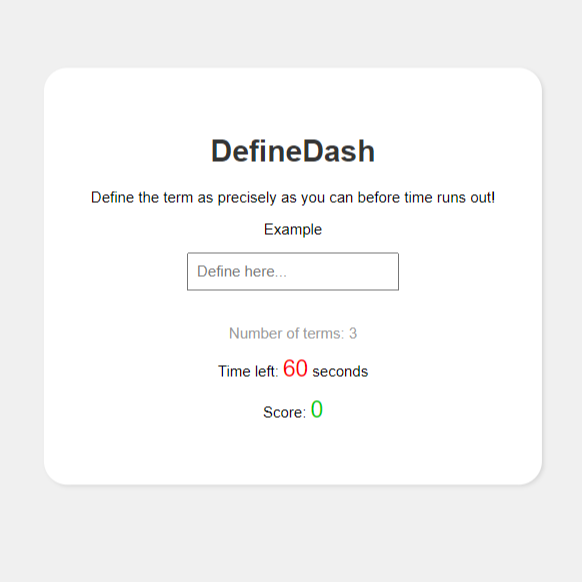 DefineDash
Define the term as precisely as you can before time runs out!
Example
Define here...
Number of terms: 3
Time left: 60 seconds
Score: 0